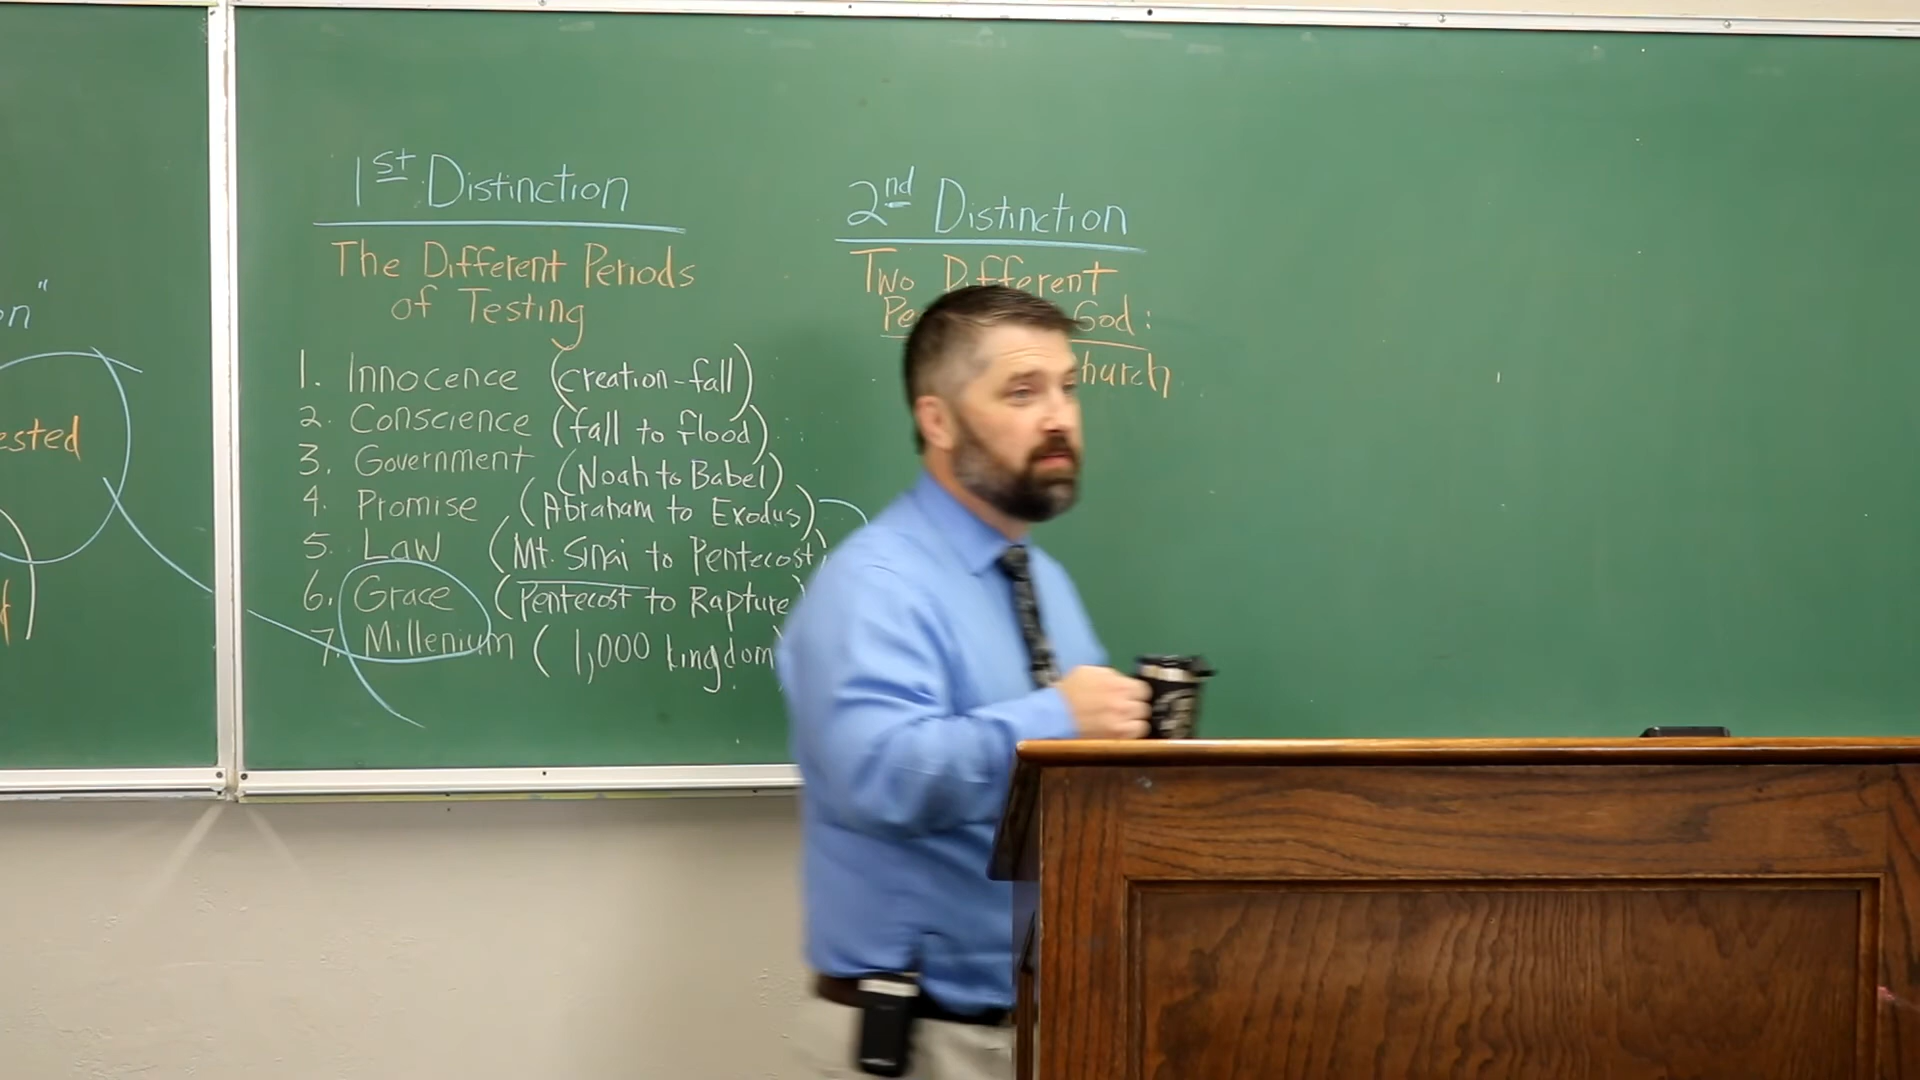 on"
ested
1st Distinction
The Different Periods
of Testing
1. Innocence (creation-fall)
2. Conscience (fall to flood)
3. Government (Noah to Babel)
4. Promise (Abraham to Exodus)
5. Law (Mt. Sinai to Pentecost)
6. Grace (Pentecost to Rapture)
7. Millenium (1,000 kingdom)
2nd Distinction
Two Different
God: